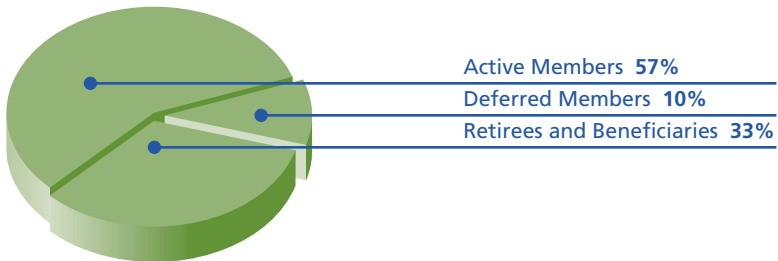 Active Members 57%
Deferred Members 10%
Retirees and Beneficiaries 33%